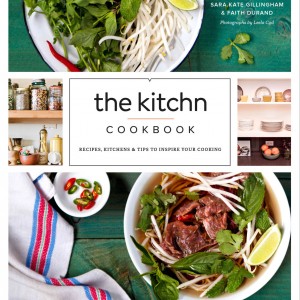 SARA KATE GILLINGHAM
& FAITH DURAND
Photographs by Leela Cyd
the kitchn
COOKBOOK
RECIPES, KITCHENS & TIPS TO INSPIRE YOUR COOKING